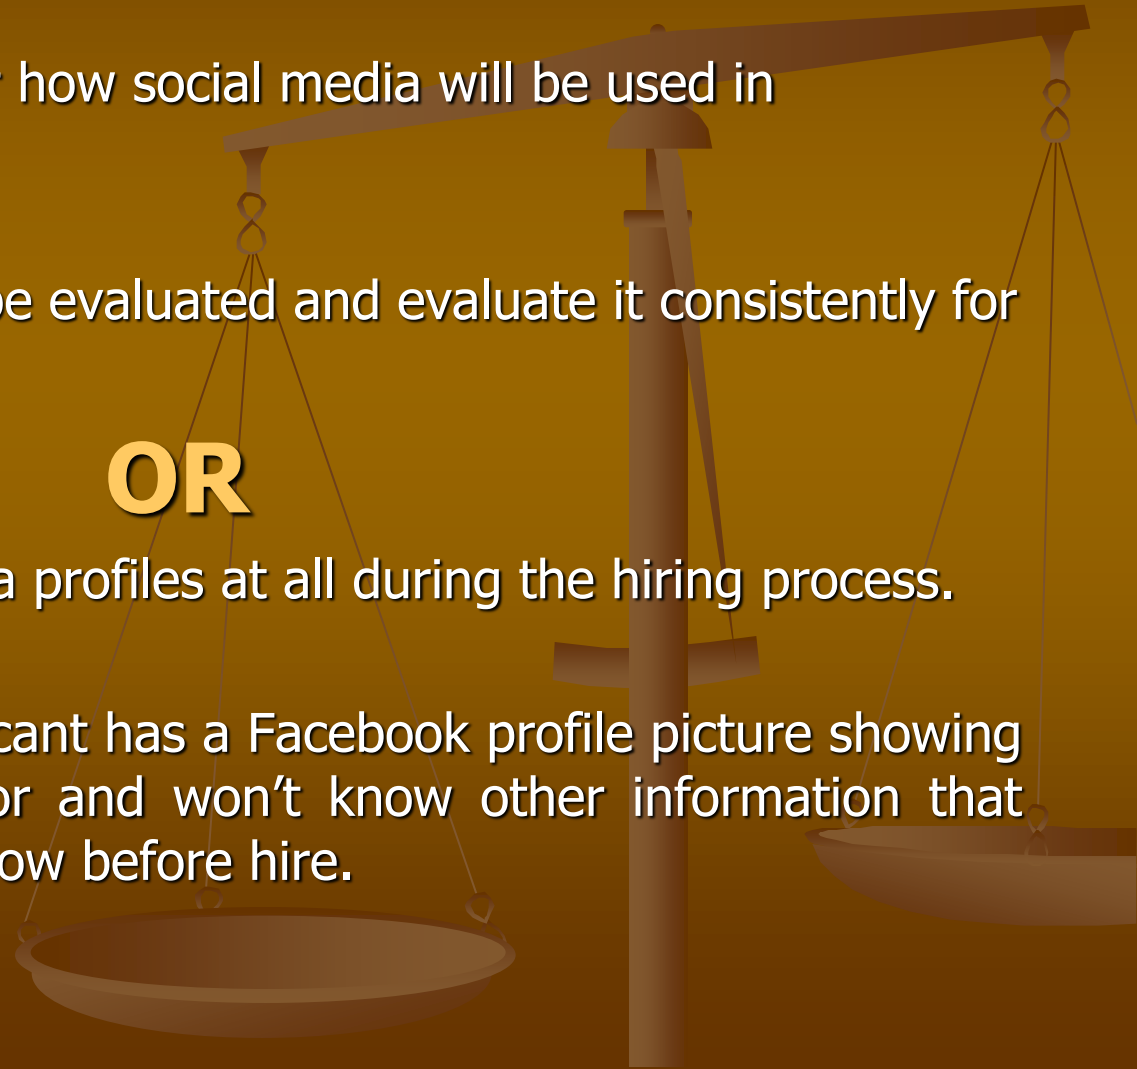 how social media will be used in
be evaluated and evaluate it consistently for
OR
a profiles at all during the hiring process.
cant has a Facebook profile picture showing
or and won’t know other information that
ow before hire.